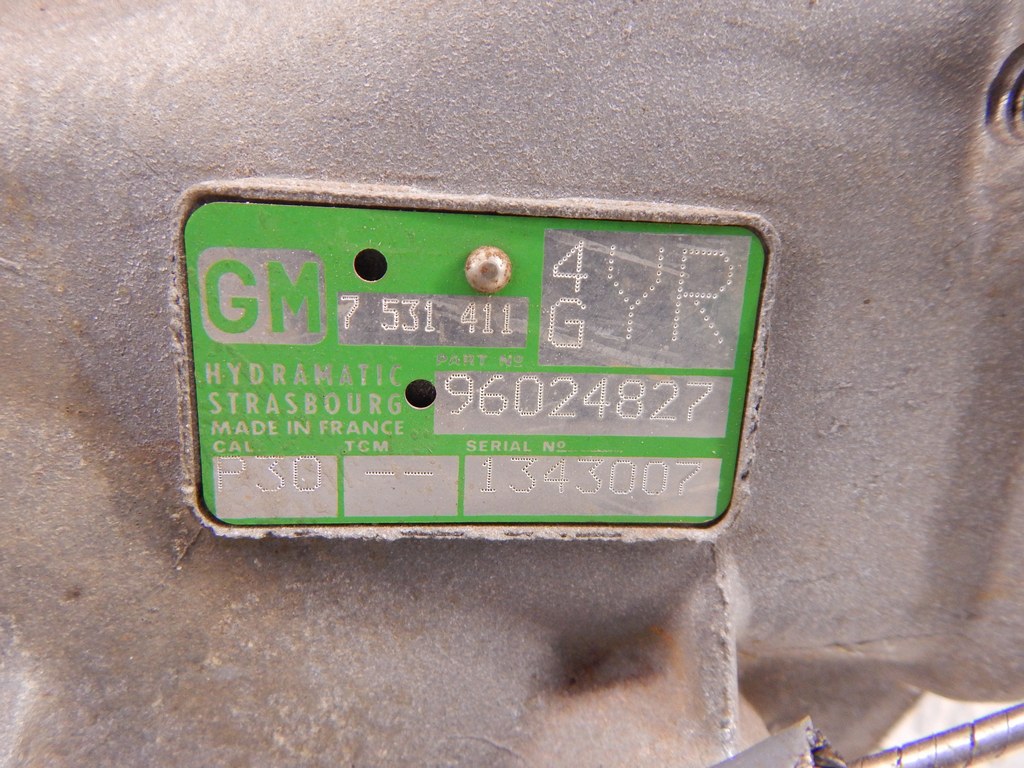 GM
7 531 411
4 YR
G
HYDRAMATIC
STRASBOURG
MADE IN FRANCE
PART Nº
96024827
CAL.
P30
TCM
--
SERIAL Nº
1343007